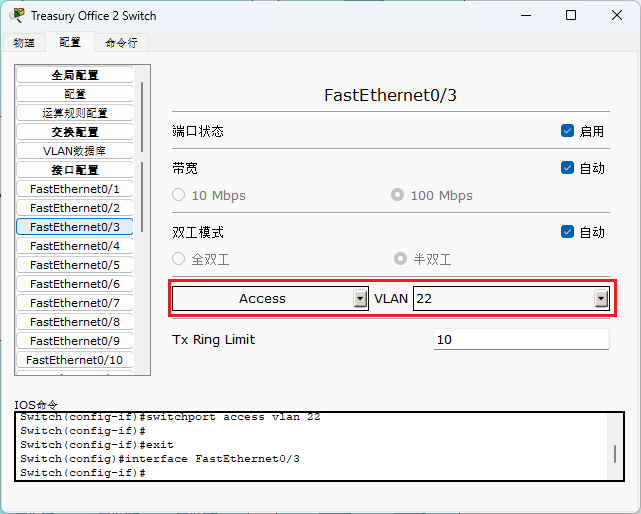 Treasury Office 2 Switch
物理 配置 命令行
全局配置
配置
运算规则配置
交换配置
VLAN数据库
接口配置
FastEthernet0/1
FastEthernet0/2
FastEthernet0/3
FastEthernet0/4
FastEthernet0/5
FastEthernet0/6
FastEthernet0/7
FastEthernet0/8
FastEthernet0/9
FastEthernet0/10
FastEthernet0/3
端口状态 启用
带宽 自动
10 Mbps 100 Mbps
双工模式 自动
全双工 半双工
Access VLAN 22
Tx Ring Limit 10
IOS命令
Switch(config-if)#switchport access vlan 22
Switch(config-if)#
Switch(config-if)#exit
Switch(config)#interface FastEthernet0/3
Switch(config-if)#